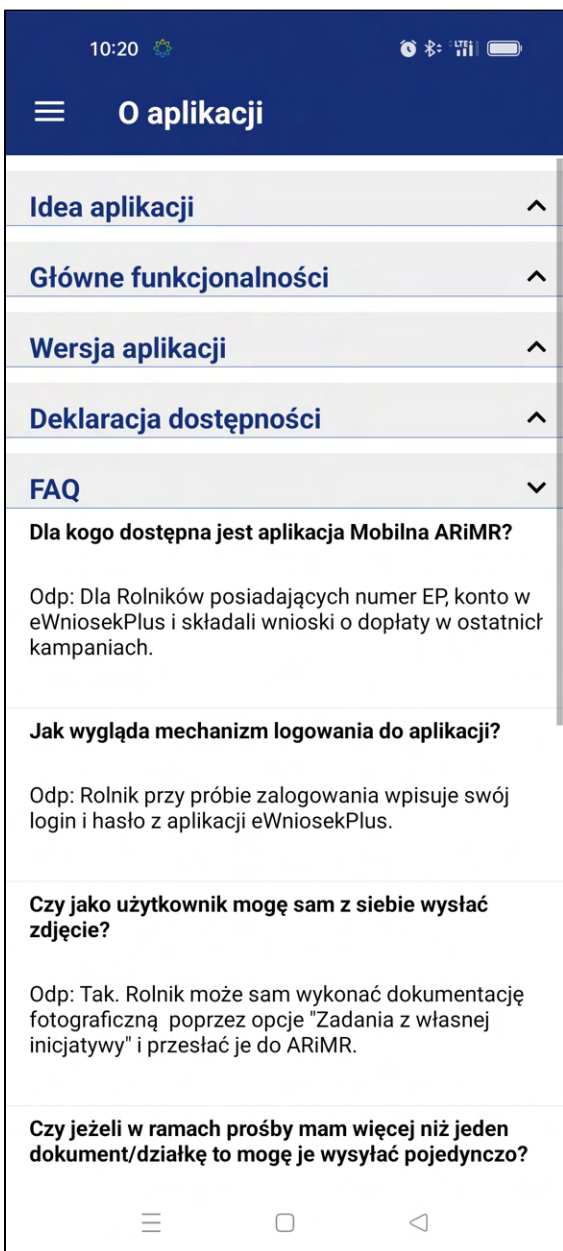 10:20
LTE
O aplikacji
Idea aplikacji
Główne funkcjonalności
Wersja aplikacji
Deklaracja dostępności
FAQ
Dla kogo dostępna jest aplikacja Mobilna ARiMR?
Odp: Dla Rolników posiadających numer EP, konto w
eWniosekPlus i składali wnioski o dopłaty w ostatnich
kampaniach.
Jak wygląda mechanizm logowania do aplikacji?
Odp: Rolnik przy próbie zalogowania wpisuje swój
login i hasło z aplikacji eWniosekPlus.
Czy jako użytkownik mogę sam z siebie wysłać
zdjęcie?
Odp: Tak. Rolnik może sam wykonać dokumentację
fotograficzną  poprzez opcje "Zadania z własnej
inicjatywy" i przesłać je do ARiMR.
Czy jeżeli w ramach prośby mam więcej niż jeden
dokument/działkę to mogę je wysyłać pojedynczo?